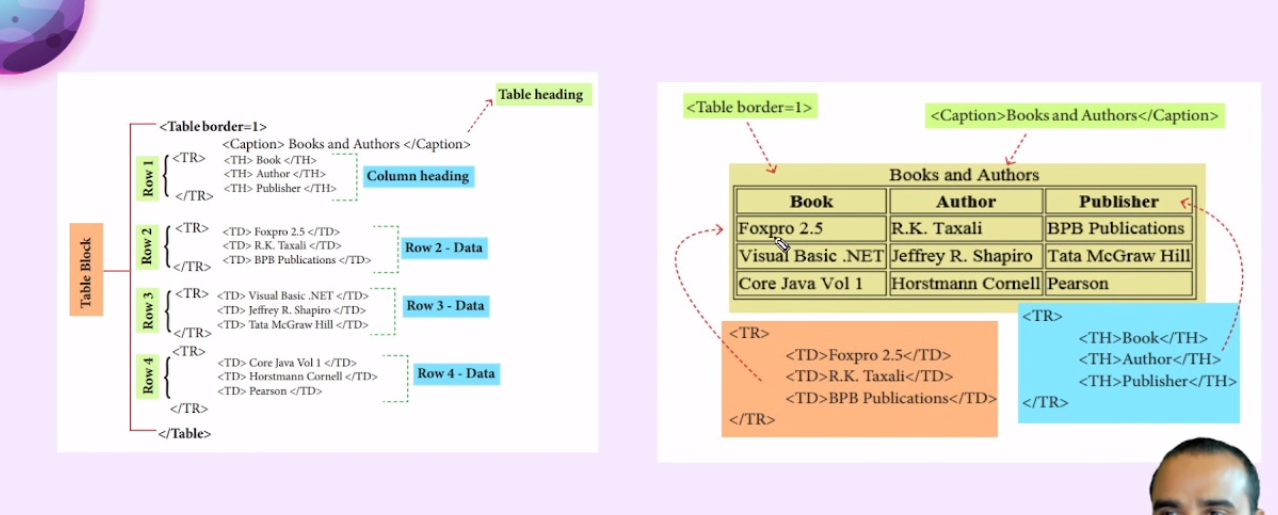 Table heading
<Table border=1>
<Caption> Books and Authors </Caption>
Table Block
Row 1
<TR>
<TH> Book </TH>
<TH> Author </TH>
<TH> Publisher </TH>
</TR>
Column heading
Row 2
<TR>
<TD> Foxpro 2.5 </TD>
<TD> R.K. Taxali </TD>
<TD> BPB Publications </TD>
</TR>
Row 2 - Data
Row 3
<TR>
<TD> Visual Basic .NET </TD>
<TD> Jeffrey R. Shapiro </TD>
<TD> Tata McGraw Hill </TD>
</TR>
Row 3 - Data
Row 4
<TR>
<TD> Core Java Vol 1 </TD>
<TD> Horstmann Cornell </TD>
<TD> Pearson </TD>
</TR>
Row 4 - Data
</Table>
<Table border=1>
<Caption>Books and Authors</Caption>
Books and Authors
Book Author Publisher
Foxpro 2.5 R.K. Taxali BPB Publications
Visual Basic .NET Jeffrey R. Shapiro Tata McGraw Hill
Core Java Vol 1 Horstmann Cornell Pearson
<TR>
<TD>Foxpro 2.5</TD>
<TD>R.K. Taxali</TD>
<TD>BPB Publications</TD>
</TR>
<TR>
<TH>Book</TH>
<TH>Author</TH>
<TH>Publisher</TH>
</TR>